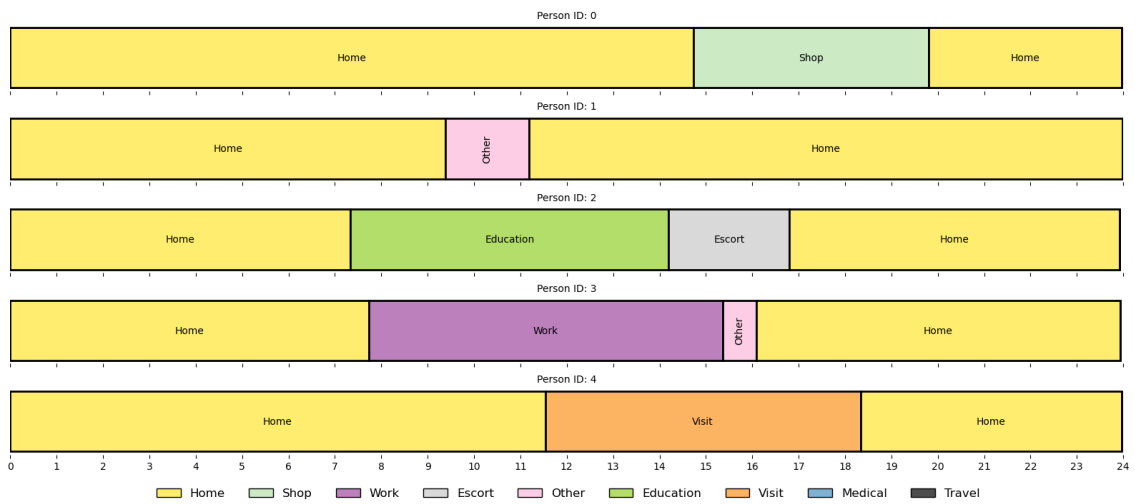 Person ID: 0
Home Shop Home
Person ID: 1
Home Other Home
Person ID: 2
Home Education Escort Home
Person ID: 3
Home Work Other Home
Person ID: 4
Home Visit Home
0 1 2 3 4 5 6 7 8 9 10 11 12 13 14 15 16 17 18 19 20 21 22 23 24
Home Shop Work Escort Other Education Visit Medical Travel